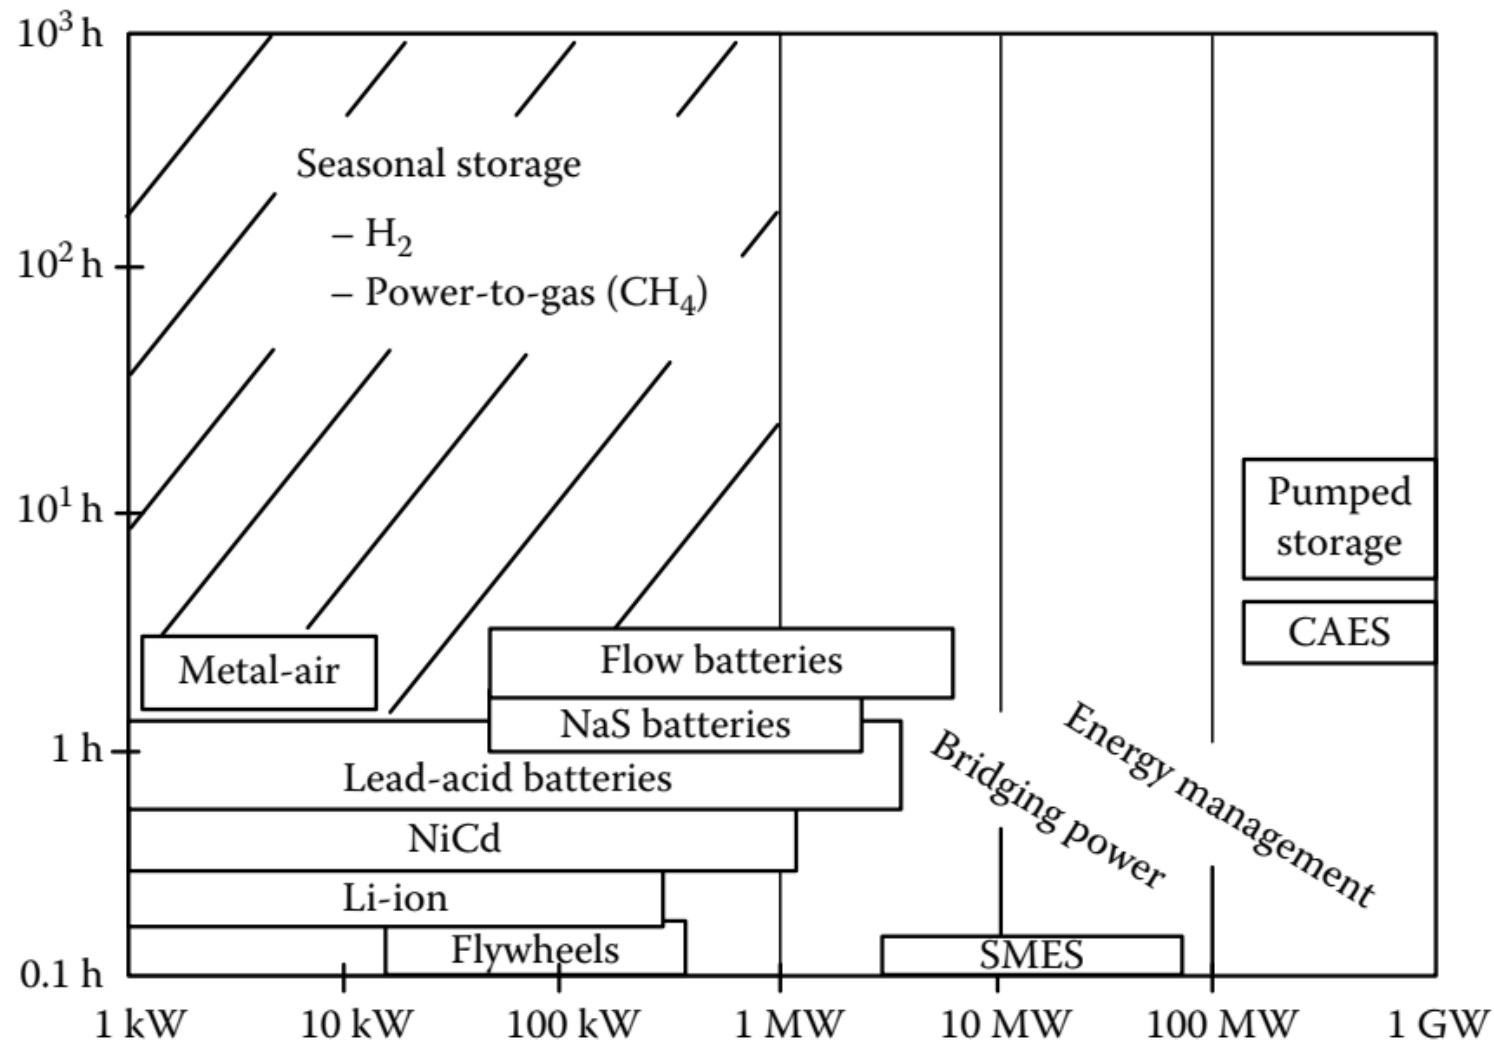 10³ h
Seasonal storage
– H₂
10² h
– Power-to-gas (CH₄)
Pumped
storage
10¹ h
CAES
Metal-air
Flow batteries
NaS batteries
Energy management
Bridging power
1 h
Lead-acid batteries
NiCd
Li-ion
Flywheels
SMES
0.1 h
1 kW 10 kW 100 kW 1 MW 10 MW 100 MW 1 GW